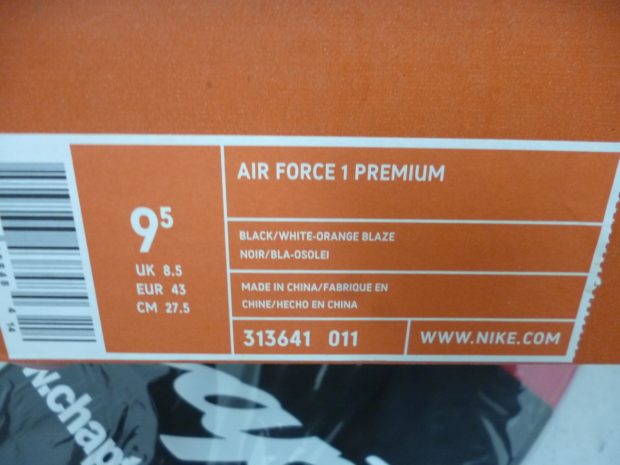 AIR FORCE 1 PREMIUM
9⁵
UK 8.5
EUR 43
CM 27.5
BLACK/WHITE-ORANGE BLAZE
NOIR/BLA-OSOLEI
MADE IN CHINA/FABRIQUE EN
CHINE/HECHO EN CHINA
313641 011
WWW.NIKE.COM